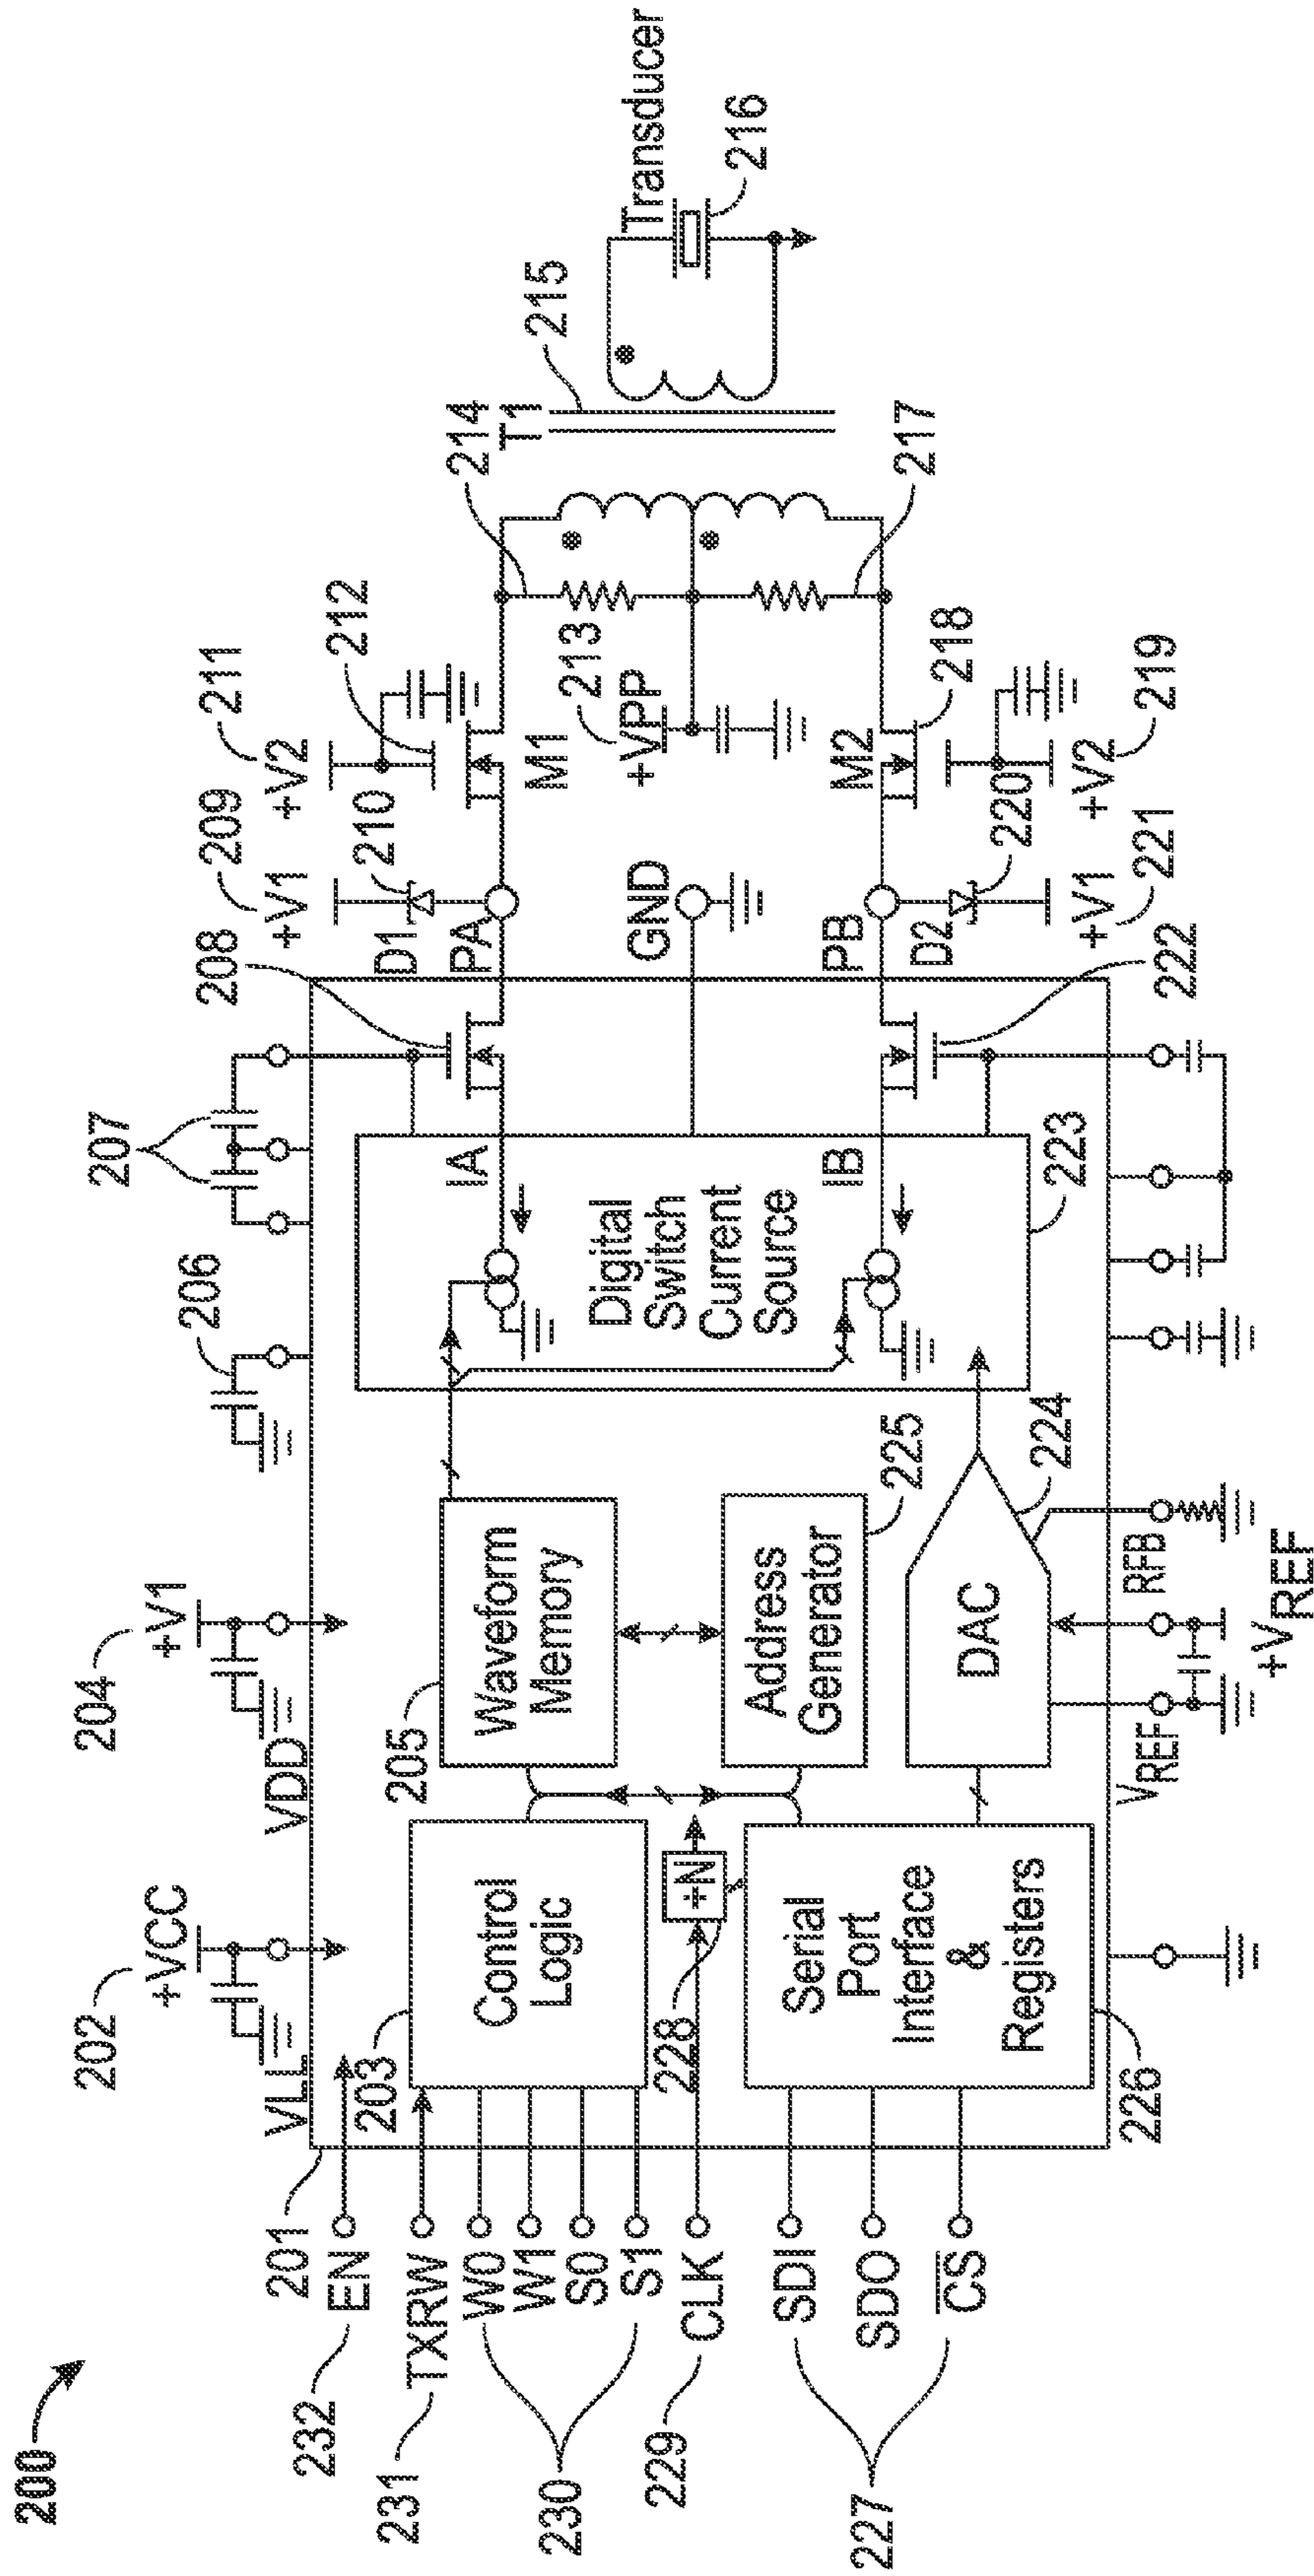 200
202
+VCC
204
+V1
206
207
208
209
+V1
211
+V2
VLL
VDD
D1
210
212
214
T1
215
Transducer
216
201
EN
232
203
Control
Logic
205
Waveform
Memory
IA
PA
M1
213
+VPP
GND
Digital
Switch
Current
Source
TXRW
231
W0
W1
S0
S1
230
CLK
229
228
÷N
Address
Generator
225
IB
PB
M2
217
218
SDI
SDO
CS
227
Serial
Port
Interface
&
Registers
226
DAC
224
223
D2
220
222
+V1
221
+V2
219
VREF
RFB
+VREF